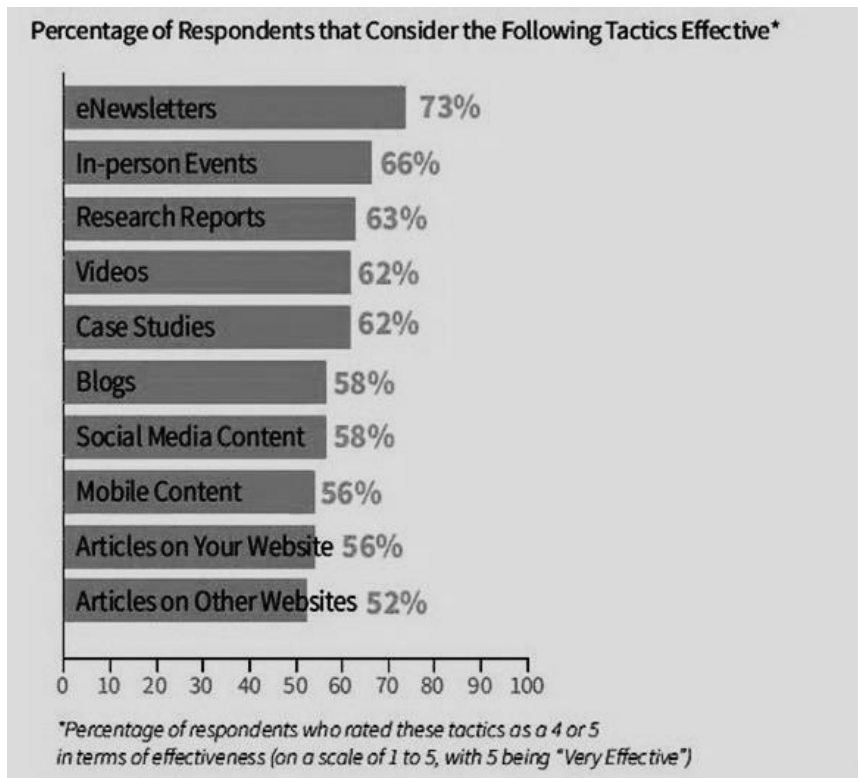 Percentage of Respondents that Consider the Following Tactics Effective*
eNewsletters 73%
In-person Events 66%
Research Reports 63%
Videos 62%
Case Studies 62%
Blogs 58%
Social Media Content 58%
Mobile Content 56%
Articles on Your Website 56%
Articles on Other Websites 52%
0 10 20 30 40 50 60 70 80 90 100
*Percentage of respondents who rated these tactics as a 4 or 5
in terms of effectiveness (on a scale of 1 to 5, with 5 being "Very Effective")